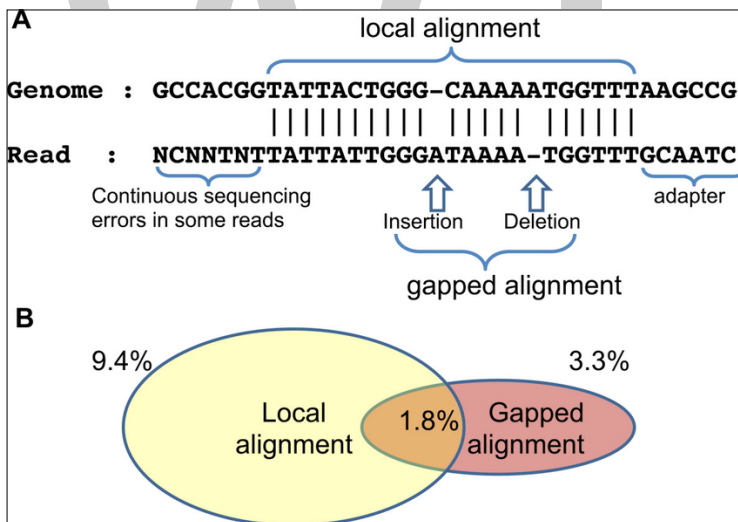 A
local alignment
Genome : GCCACGGTATTACTGGG-CAAAAATGGTTTAAGCCG
Read : NCNNTNTTATTATTGGGATAAAA-TGGTTTGCAATC
Continuous sequencing
errors in some reads
Insertion
Deletion
adapter
gapped alignment
B
9.4%
3.3%
Local
alignment
1.8%
Gapped
alignment